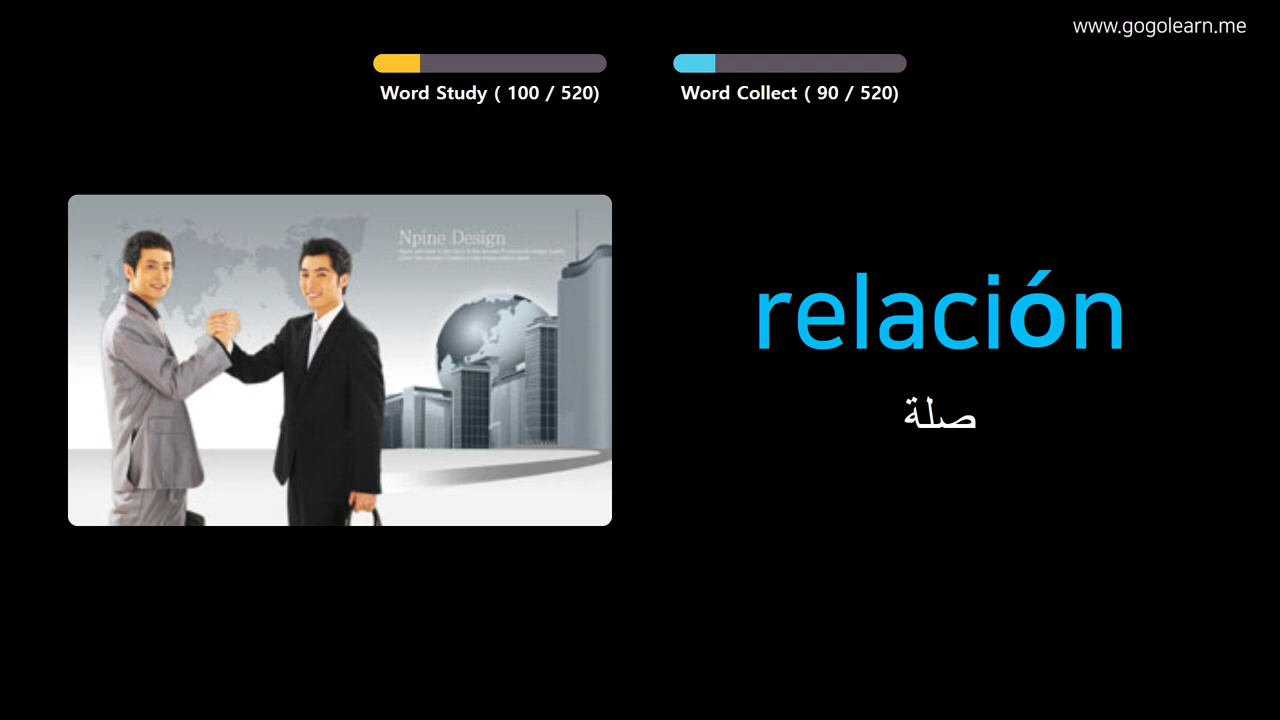 www.gogolearn.me
Word Study ( 100 / 520)
Word Collect ( 90 / 520)
Npine Design
relación
صلة